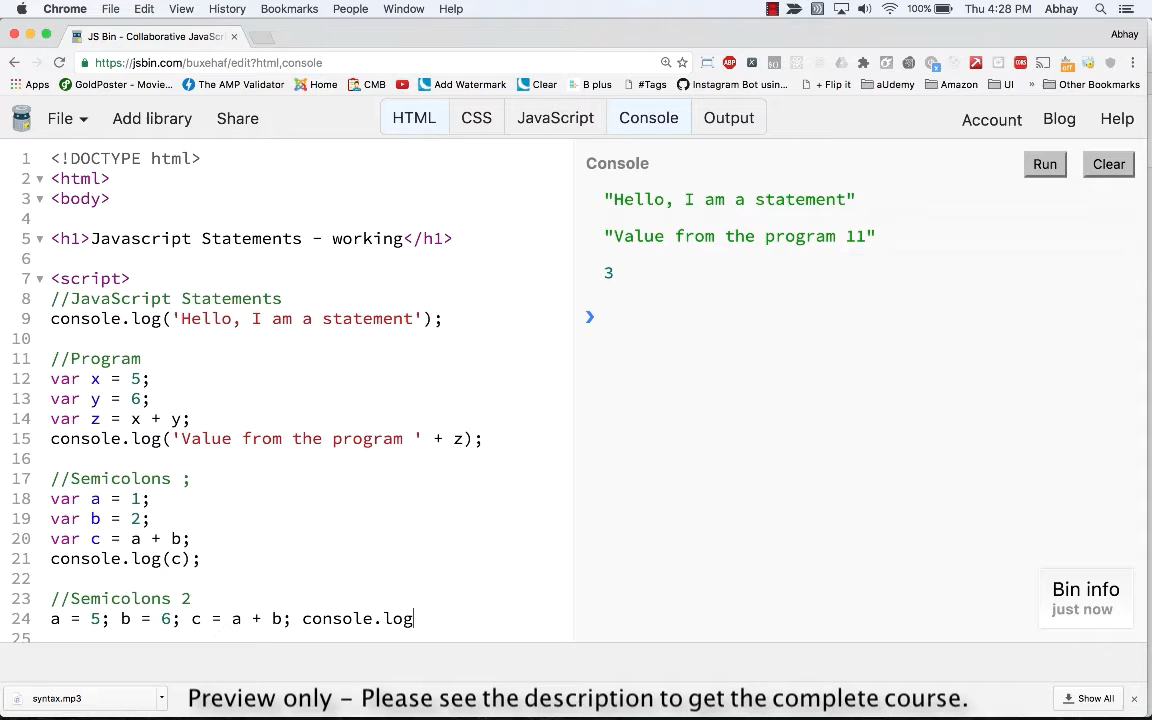 Chrome File Edit View History Bookmarks People Window Help 100% Thu 4:28 PM Abhay
JS Bin - Collaborative JavaScri Abhay
https://jsbin.com/buxehaf/edit?html,console
Apps GoldPoster - Movie... The AMP Validator Home CMB Add Watermark Clear B plus #Tags Instagram Bot usin... + Flip it aUdemy Amazon UI » Other Bookmarks
File Add library Share HTML CSS JavaScript Console Output Account Blog Help
Console Run Clear
"Hello, I am a statement"
"Value from the program 11"
3
1 <!DOCTYPE html>
2 <html>
3 <body>
4
5 <h1>Javascript Statements - working</h1>
6
7 <script>
8 //JavaScript Statements
9 console.log('Hello, I am a statement');
10
11 //Program
12 var x = 5;
13 var y = 6;
14 var z = x + y;
15 console.log('Value from the program ' + z);
16
17 //Semicolons ;
18 var a = 1;
19 var b = 2;
20 var c = a + b;
21 console.log(c);
22
23 //Semicolons 2
24 a = 5; b = 6; c = a + b; console.log
25
Bin info
just now
syntax.mp3 Preview only - Please see the description to get the complete course. Show All